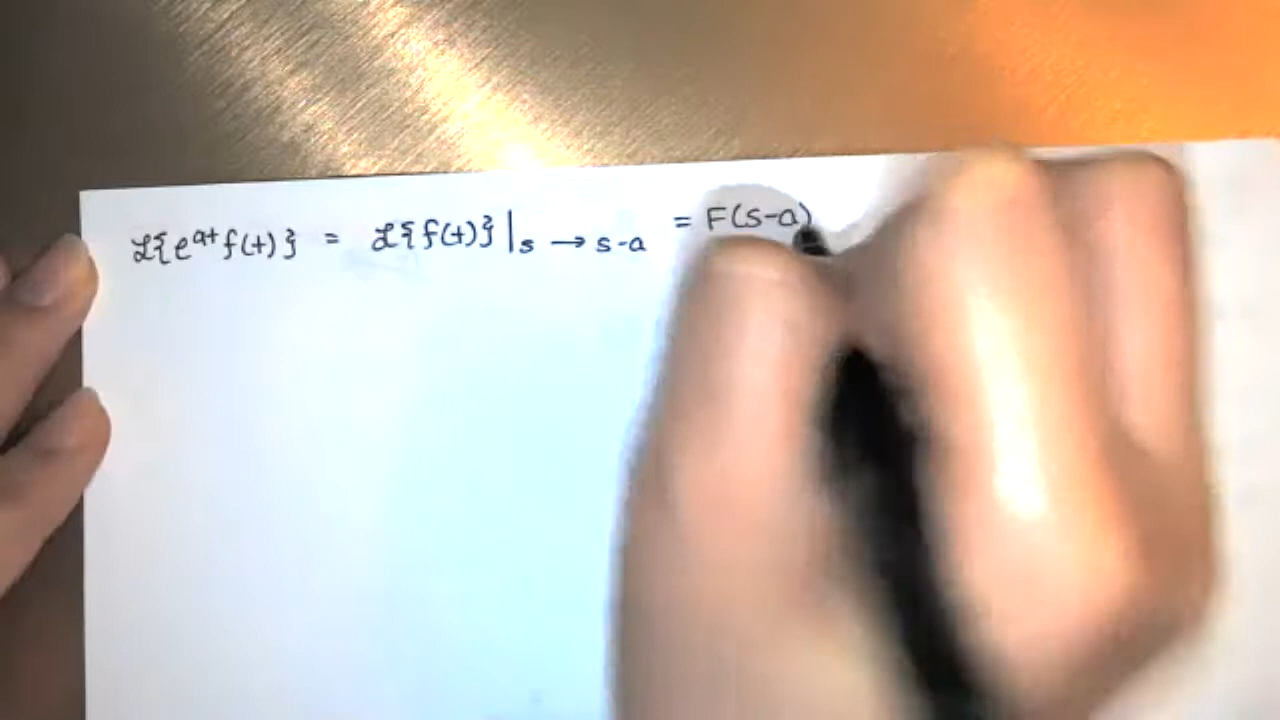 ℒ{e^{at} f(t)} = ℒ{f(t)}|_{s → s-a} = F(s-a)